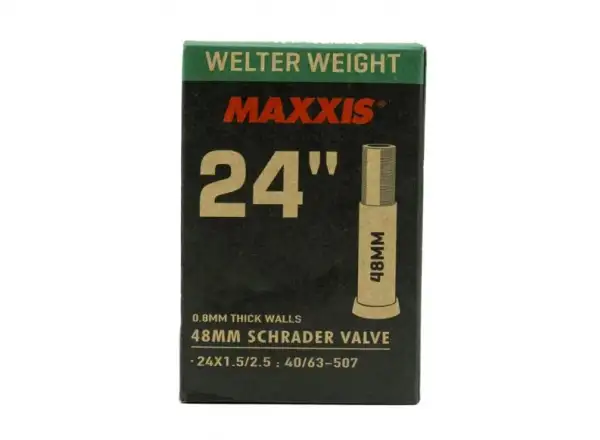 WELTER WEIGHT
MAXXIS®
24"
48MM
0.8MM THICK WALLS
48MM SCHRADER VALVE
·24X1.5/2.5 : 40/63-507